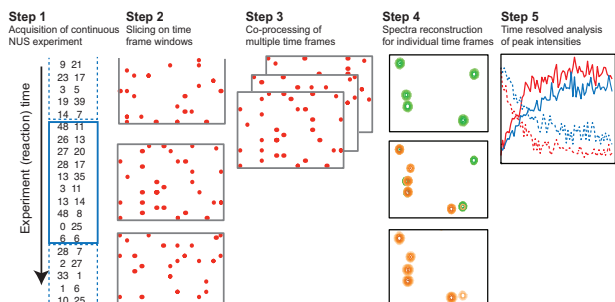 Step 1
Acquisition of continuous
NUS experiment
Step 2
Slicing on time
frame windows
Step 3
Co-processing of
multiple time frames
Step 4
Spectra reconstruction
for individual time frames
Step 5
Time resolved analysis
of peak intensities
Experiment (reaction) time
9 21
23 17
3 5
19 39
14 7
48 11
26 13
27 20
28 17
13 35
3 11
13 14
48 8
0 25
6 6
28 7
2 27
33 1
1 6
10 25